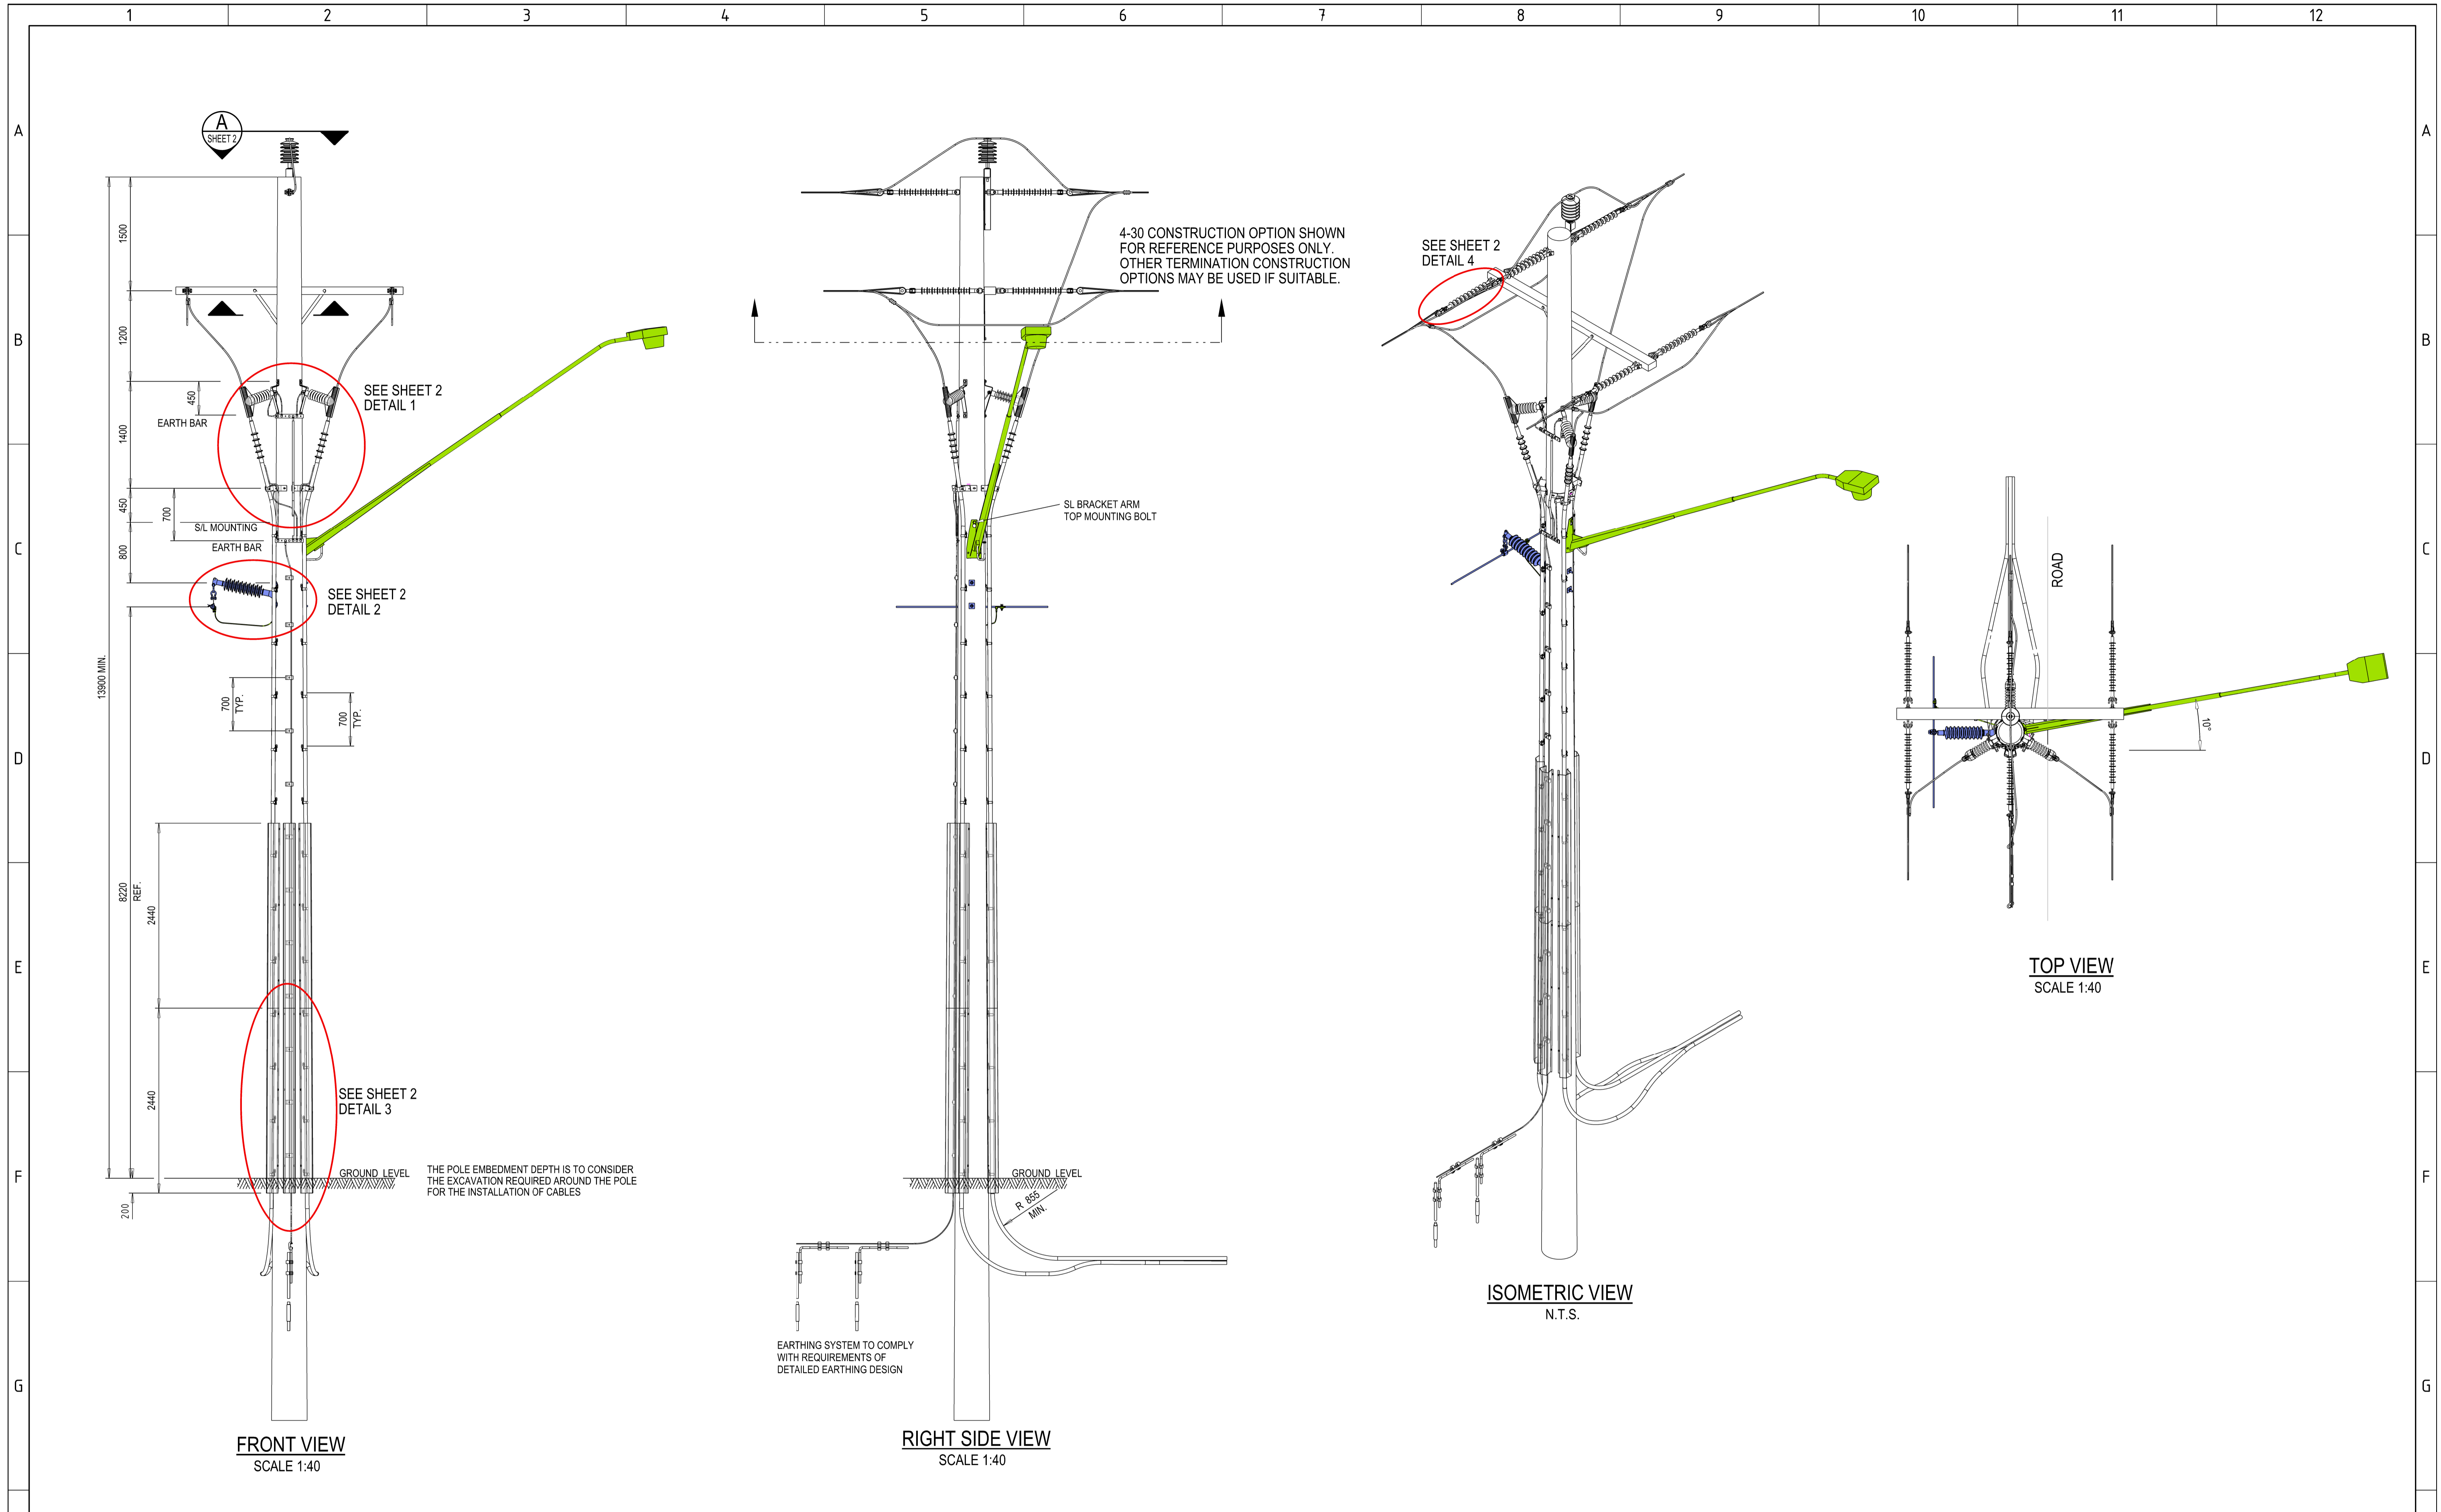 1 2 3 4 5 6 7 8 9 10 11 12
A
A
A
SHEET 2
1500
4-30 CONSTRUCTION OPTION SHOWN
FOR REFERENCE PURPOSES ONLY.
OTHER TERMINATION CONSTRUCTION
OPTIONS MAY BE USED IF SUITABLE.
SEE SHEET 2
DETAIL 4
B
B
1200
450
EARTH BAR
1400
SEE SHEET 2
DETAIL 1
C
C
450
700
S/L MOUNTING
EARTH BAR
800
SL BRACKET ARM
TOP MOUNTING BOLT
SEE SHEET 2
DETAIL 2
ROAD
13900 MIN.
700
TYP.
700
TYP.
10°
D
D
8220
REF.
2440
E
E
TOP VIEW
SCALE 1:40
2440
SEE SHEET 2
DETAIL 3
F
F
GROUND LEVEL
THE POLE EMBEDMENT DEPTH IS TO CONSIDER
THE EXCAVATION REQUIRED AROUND THE POLE
FOR THE INSTALLATION OF CABLES
GROUND LEVEL
200
R 855
MIN.
ISOMETRIC VIEW
N.T.S.
EARTHING SYSTEM TO COMPLY
WITH REQUIREMENTS OF
DETAILED EARTHING DESIGN
G
G
FRONT VIEW
SCALE 1:40
RIGHT SIDE VIEW
SCALE 1:40